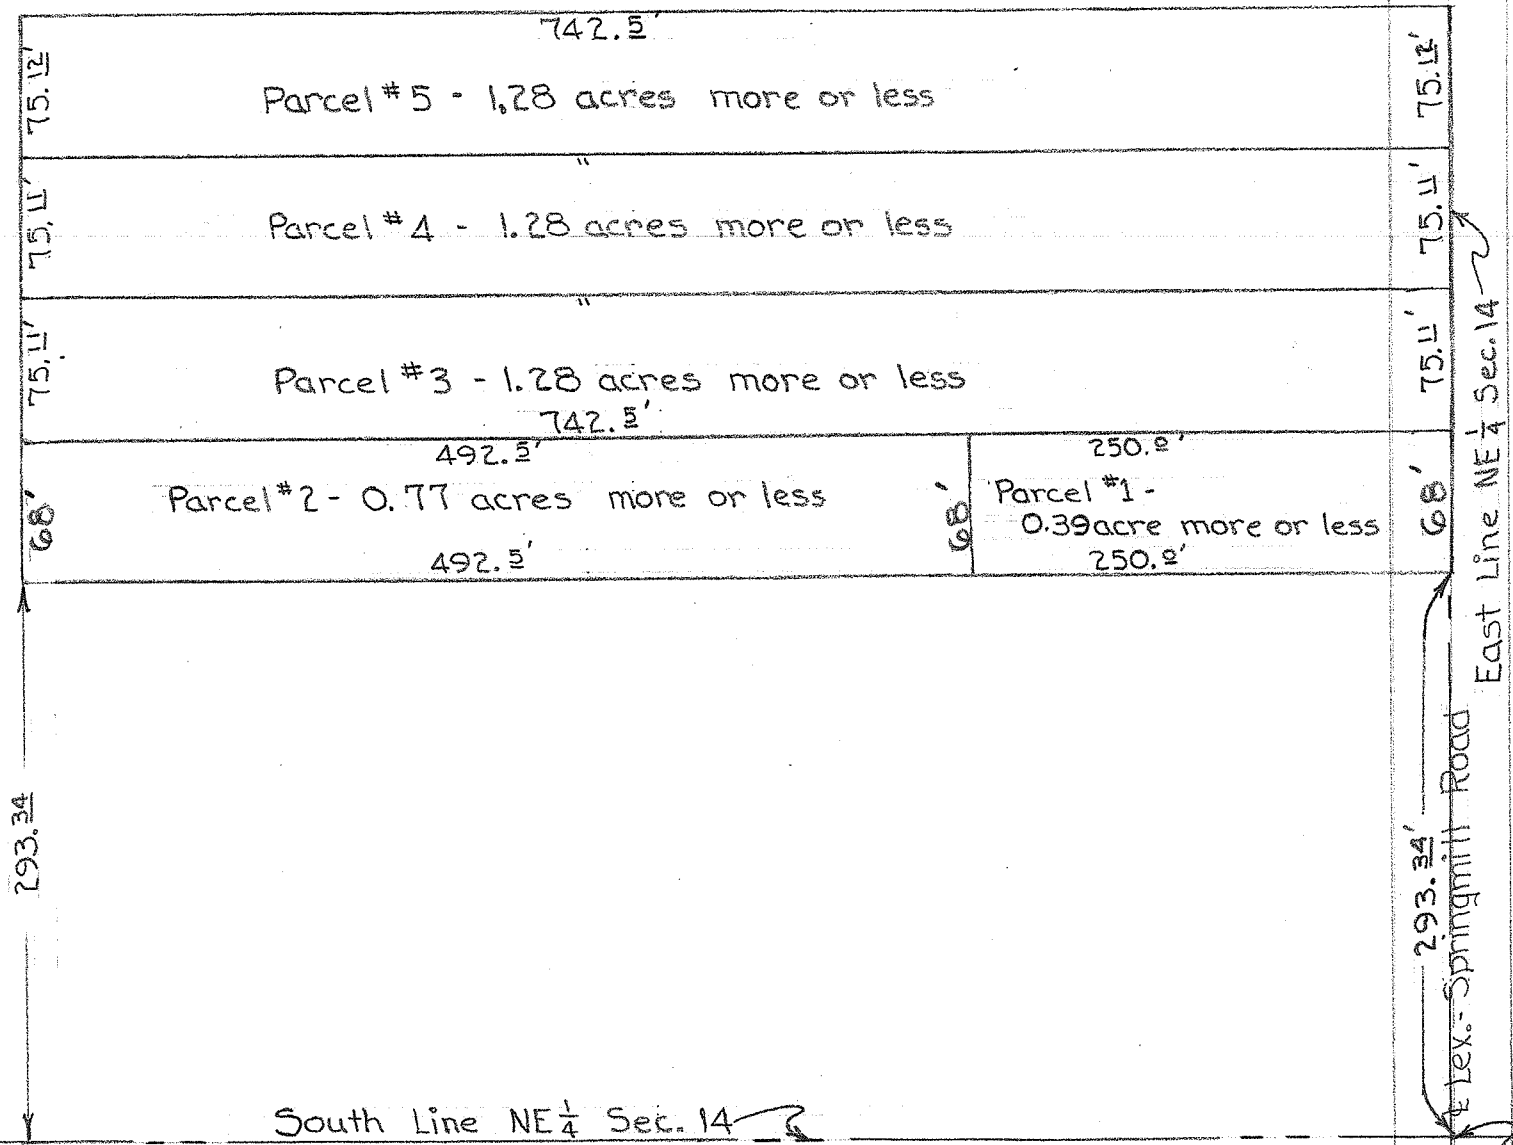 742.5'
75.12'
75.12'
Parcel #5 - 1.28 acres more or less
"
75.11'
75.11'
Parcel #4 - 1.28 acres more or less
"
75.11'
75.11'
Parcel #3 - 1.28 acres more or less
742.5'
492.5'
250.0'
68'
Parcel #2 - 0.77 acres more or less
68'
Parcel #1 -
0.39 acre more or less
68'
492.5'
250.0'
East Line NE 1/4 Sec. 14
293.34
293.34'
℄ Lex.- Springmill Road
South Line NE 1/4 Sec. 14